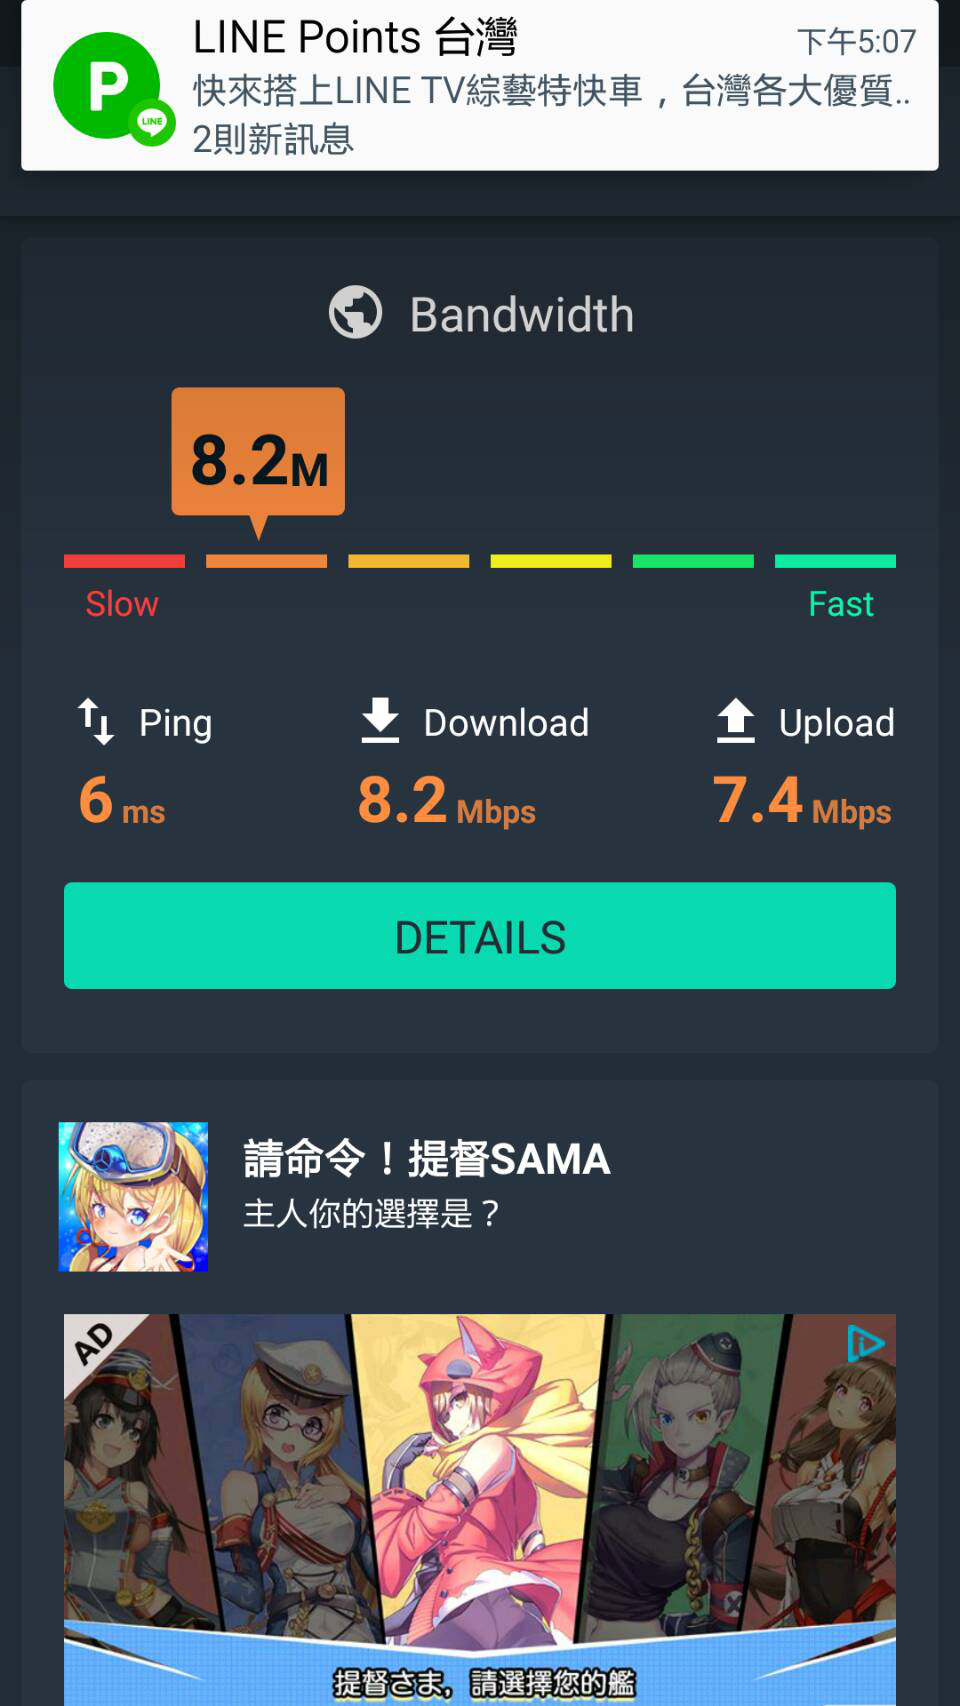 LINE Points 台灣
下午5:07
快來搭上LINE TV綜藝特快車，台灣各大優質..
2則新訊息
P
LINE
Bandwidth
8.2M
Slow
Fast
Ping
Download
Upload
6 ms
8.2 Mbps
7.4 Mbps
DETAILS
請命令！提督SAMA
主人你的選擇是？
AD
提督さま，請選擇您的艦